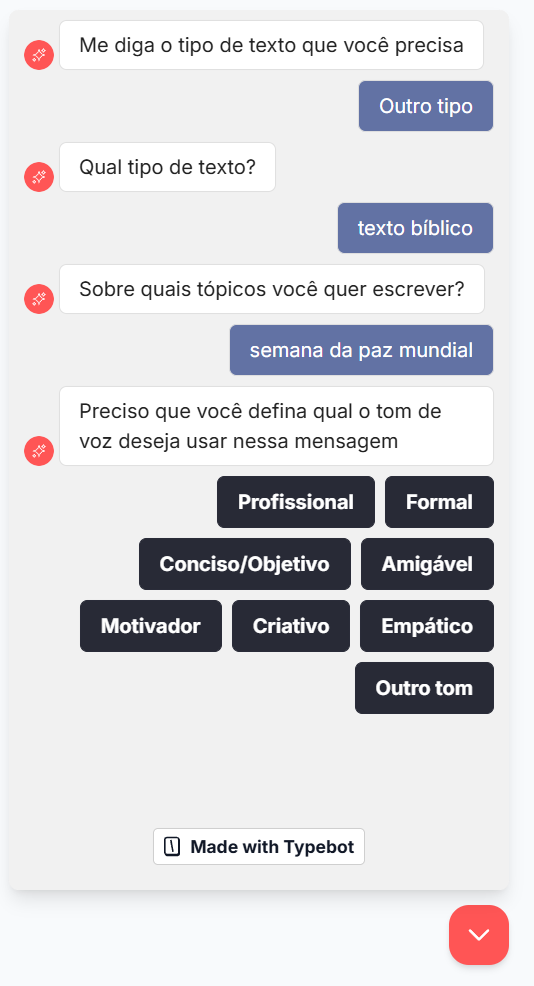 Me diga o tipo de texto que você precisa
Outro tipo
Qual tipo de texto?
texto bíblico
Sobre quais tópicos você quer escrever?
semana da paz mundial
Preciso que você defina qual o tom de
voz deseja usar nessa mensagem
Profissional
Formal
Conciso/Objetivo
Amigável
Motivador
Criativo
Empático
Outro tom
Made with Typebot